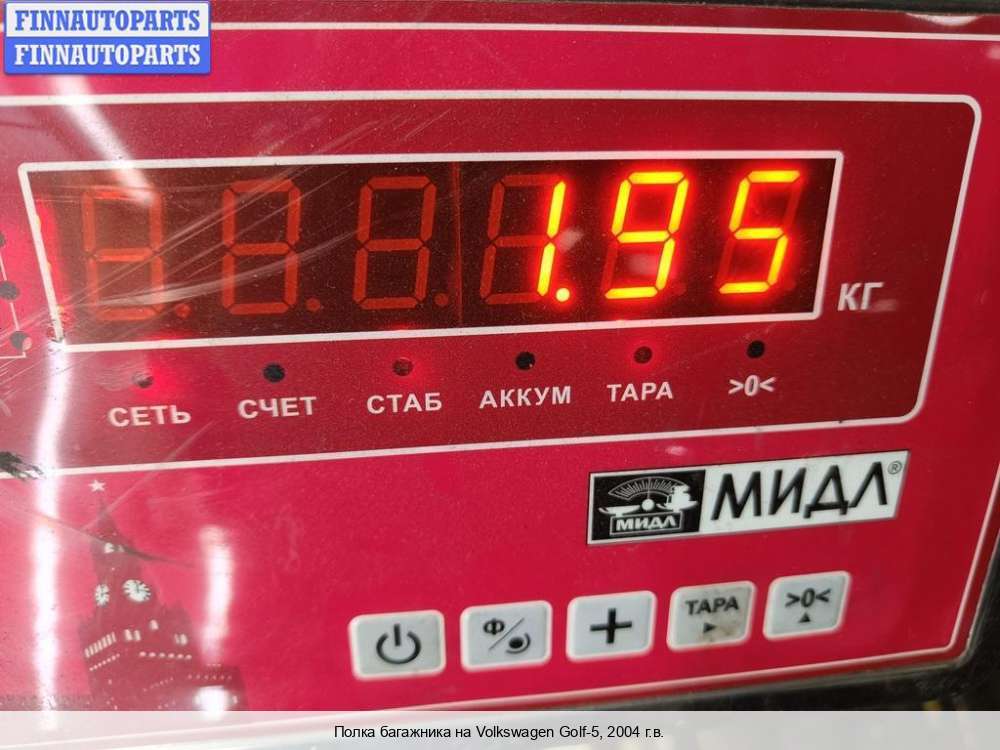 FINNAUTOPARTS
FINNAUTOPARTS
1.95
КГ
СЕТЬ СЧЕТ СТАБ АККУМ ТАРА >0<
МИДЛ МИДЛ®
Ф ТАРА >0<
Полка багажника на Volkswagen Golf-5, 2004 г.в.